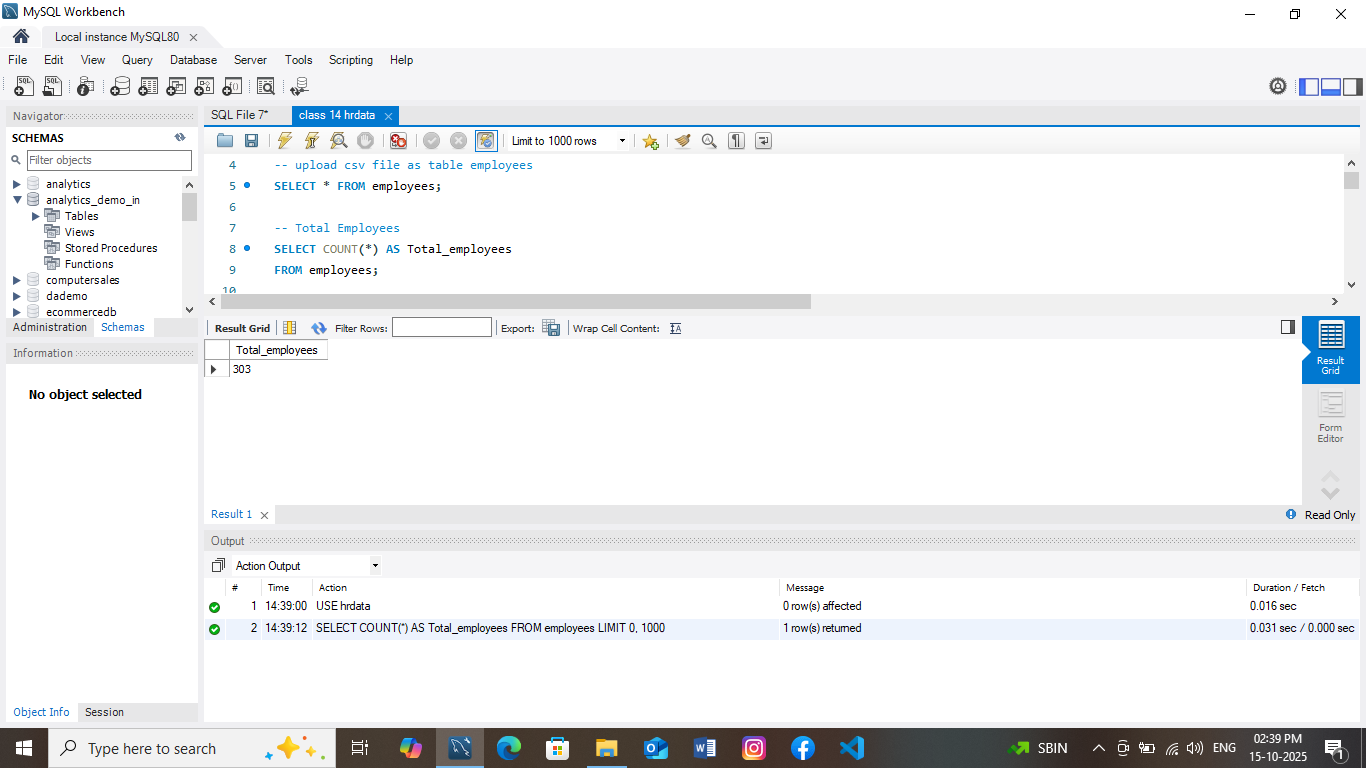 MySQL Workbench
Local instance MySQL80
File Edit View Query Database Server Tools Scripting Help
Navigator
SCHEMAS
Filter objects
analytics
analytics_demo_in
Tables
Views
Stored Procedures
Functions
computersales
dademo
ecommercedb
Administration Schemas
Information
No object selected
Object Info Session
SQL File 7* class 14 hrdata
Limit to 1000 rows
4 -- upload csv file as table employees
5 SELECT * FROM employees;
6
7 -- Total Employees
8 SELECT COUNT(*) AS Total_employees
9 FROM employees;
10
Result Grid Filter Rows: Export: Wrap Cell Content:
Total_employees
303
Result Grid
Form Editor
Result 1 Read Only
Output
Action Output
# Time Action Message Duration / Fetch
1 14:39:00 USE hrdata 0 row(s) affected 0.016 sec
2 14:39:12 SELECT COUNT(*) AS Total_employees FROM employees LIMIT 0, 1000 1 row(s) returned 0.031 sec / 0.000 sec
Type here to search
SBIN
ENG
02:39 PM
15-10-2025
1